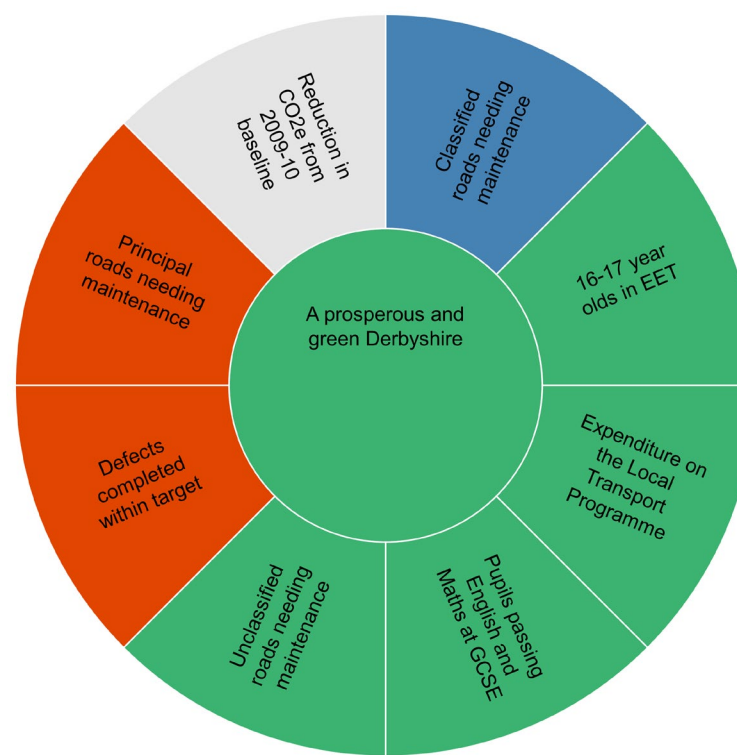 A prosperous and
green Derbyshire
Classified
roads needing
maintenance
16-17 year
olds in EET
Expenditure on
the Local
Transport
Programme
Pupils passing
English and
Maths at GCSE
Unclassified
roads needing
maintenance
Defects
completed
within target
Principal
roads needing
maintenance
Reduction in
CO2e from
2009-10
baseline